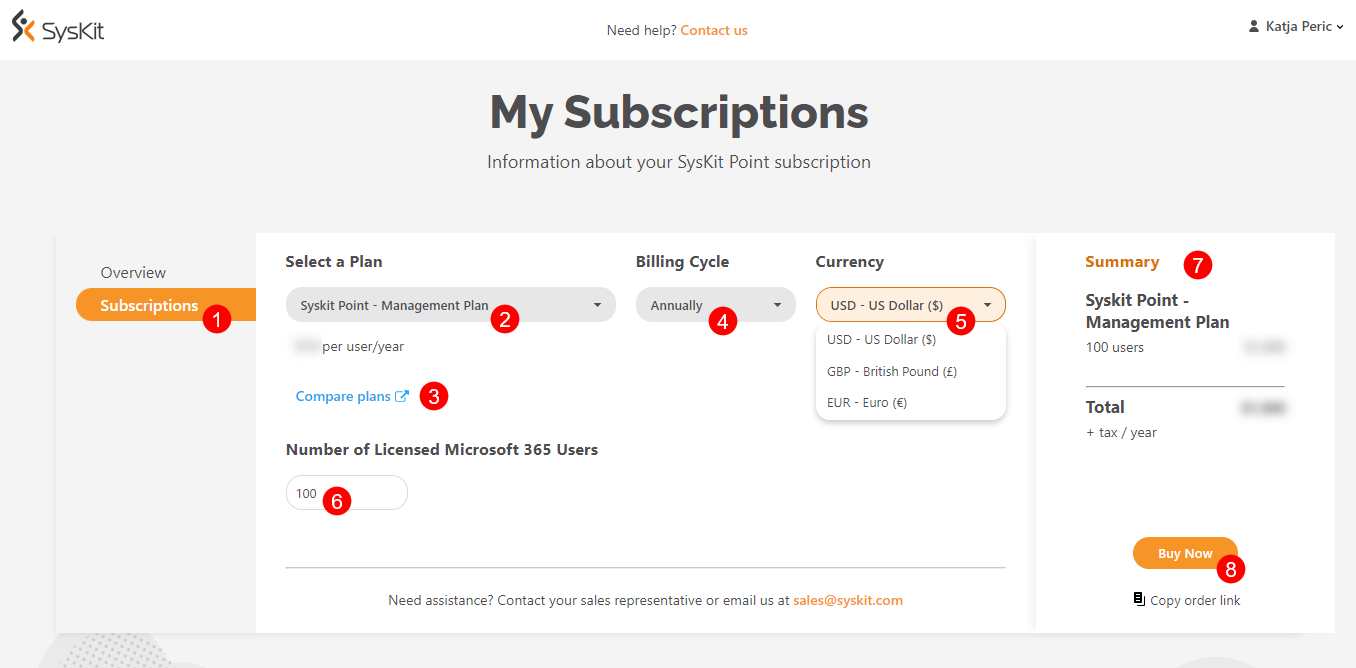 SysKit
Need help? Contact us
Katja Peric
My Subscriptions
Information about your SysKit Point subscription
Overview
Subscriptions
1
Select a Plan
Syskit Point - Management Plan
2
per user/year
Compare plans
3
Billing Cycle
Annually
4
Currency
USD - US Dollar ($)
5
USD - US Dollar ($)
GBP - British Pound (£)
EUR - Euro (€)
Number of Licensed Microsoft 365 Users
100
6
Need assistance? Contact your sales representative or email us at sales@syskit.com
Summary
7
Syskit Point -
Management Plan
100 users
Total
+ tax / year
Buy Now
8
Copy order link